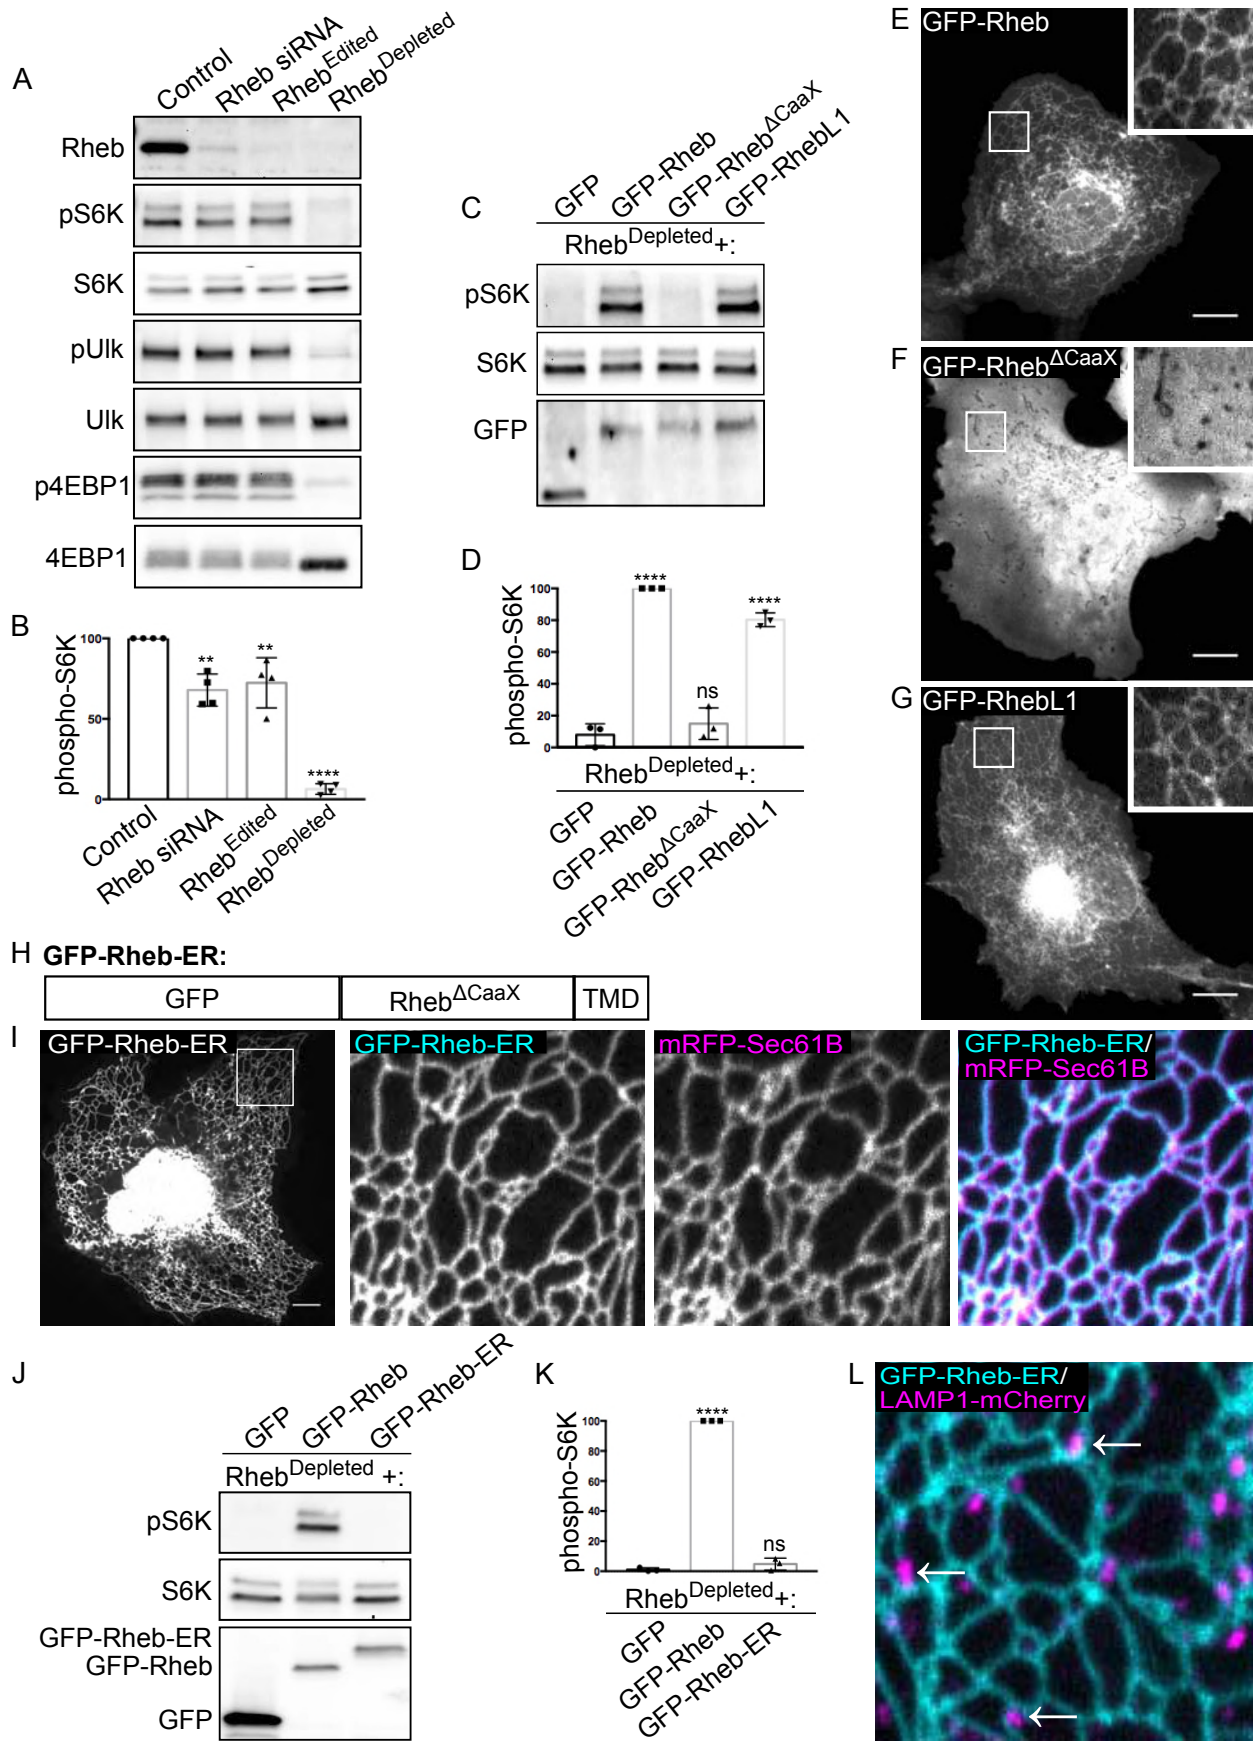 A
Control
Rheb siRNA
Rheb^Edited
Rheb^Depleted
Rheb
pS6K
S6K
pUlk
Ulk
p4EBP1
4EBP1
B
phospho-S6K
100
50
0
**
**
****
Control
Rheb siRNA
Rheb^Edited
Rheb^Depleted
C
GFP
GFP-Rheb
GFP-Rheb^ΔCaaX
GFP-RhebL1
Rheb^Depleted+:
pS6K
S6K
GFP
D
phospho-S6K
100
80
60
40
20
0
****
ns
****
Rheb^Depleted+:
GFP
GFP-Rheb
GFP-Rheb^ΔCaaX
GFP-RhebL1
E
GFP-Rheb
F
GFP-Rheb^ΔCaaX
G
GFP-RhebL1
H
GFP-Rheb-ER:
GFP
Rheb^ΔCaaX
TMD
I
GFP-Rheb-ER
GFP-Rheb-ER
mRFP-Sec61B
GFP-Rheb-ER/
mRFP-Sec61B
J
GFP
GFP-Rheb
GFP-Rheb-ER
Rheb^Depleted +:
pS6K
S6K
GFP-Rheb-ER
GFP-Rheb
GFP
K
phospho-S6K
100
80
60
40
20
0
****
ns
Rheb^Depleted+:
GFP
GFP-Rheb
GFP-Rheb-ER
L
GFP-Rheb-ER/
LAMP1-mCherry